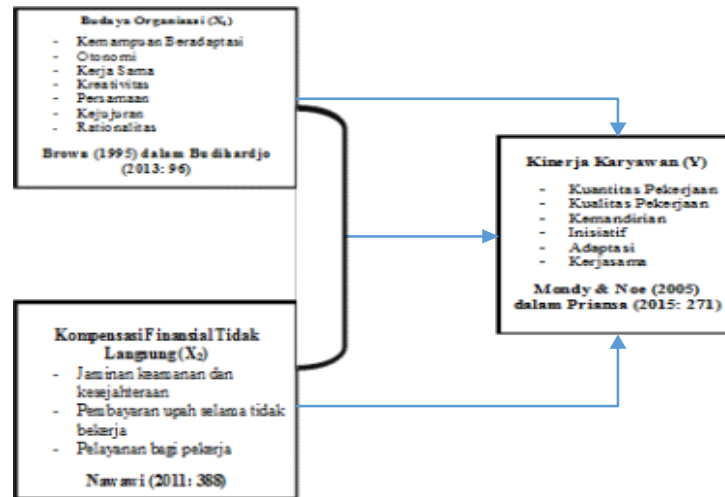 Budaya Organisasi (X₁)
- Kemampuan Beradaptasi
- Otonomi
- Kerja Sama
- Kreativitas
- Persamaan
- Kejujuran
- Rationalitas
Brown (1995) dalam Budihardjo
(2013: 96)
Kinerja Karyawan (Y)
- Kuantitas Pekerjaan
- Kualitas Pekerjaan
- Kemandirian
- Inisiatif
- Adaptasi
- Kerjasama
Mondy & Noe (2005)
dalam Priansa (2015: 271)
Kompensasi Finansial Tidak
Langsung (X₂)
- Jaminan keamanan dan
kesejahteraan
- Pembayaran upah selama tidak
bekerja
- Pelayanan bagi pekerja
Nawawi (2011: 388)